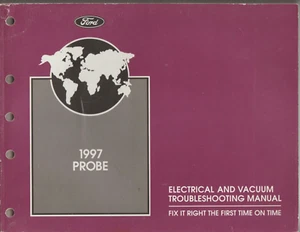 Ford
1997
PROBE
ELECTRICAL AND VACUUM
TROUBLESHOOTING MANUAL
FIX IT RIGHT THE FIRST TIME ON TIME